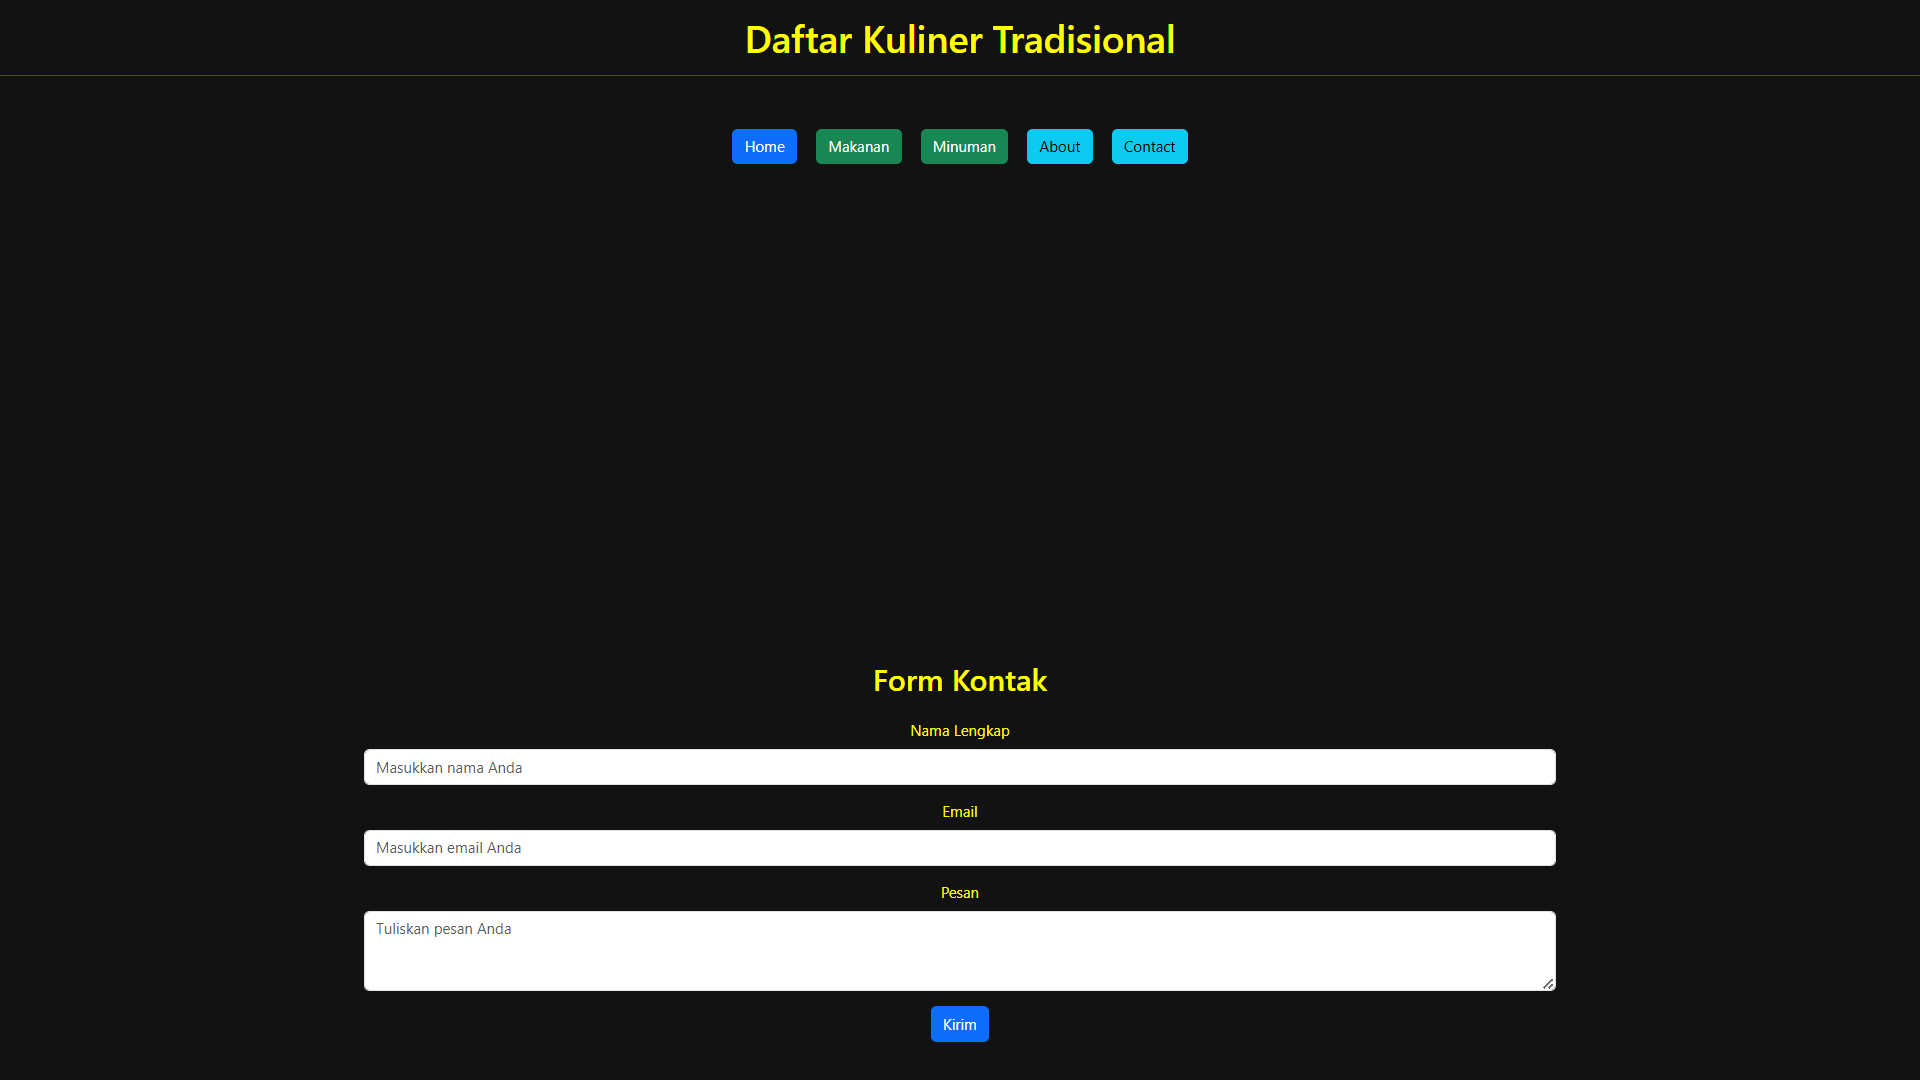 Daftar Kuliner Tradisional
Home Makanan Minuman About Contact
Form Kontak
Nama Lengkap
Masukkan nama Anda
Email
Masukkan email Anda
Pesan
Tuliskan pesan Anda
Kirim